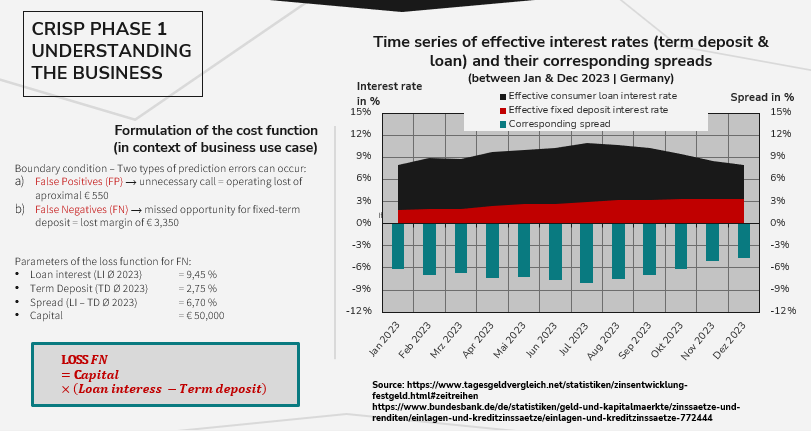 CRISP PHASE 1
UNDERSTANDING
THE BUSINESS
Formulation of the cost function
(in context of business use case)
Boundary condition – Two types of prediction errors can occur:
a) False Positives (FP) → unnecessary call = operating lost of
aproximal € 550
b) False Negatives (FN) → missed opportunity for fixed-term
deposit = lost margin of € 3,350
Parameters of the loss function for FN:
• Loan interest (LI Ø 2023) = 9,45 %
• Term Deposit (TD Ø 2023) = 2,75 %
• Spread (LI – TD Ø 2023) = 6,70 %
• Capital = € 50,000
LOSS FN
= Capital
× (Loan interess − Term deposit)
Time series of effective interest rates (term deposit &
loan) and their corresponding spreads
(between Jan & Dec 2023 | Germany)
Interest rate
in %
Spread in %
Effective consumer loan interest rate
Effective fixed deposit interest rate
Corresponding spread
15% 15%
12% 12%
9% 9%
6% 6%
3% 3%
0% 0%
-3% -3%
-6% -6%
-9% -9%
-12% -12%
Jan 2023 Feb 2023 Mrz 2023 Apr 2023 Mai 2023 Jun 2023 Jul 2023 Aug 2023 Sep 2023 Okt 2023 Nov 2023 Dez 2023
Source: https://www.tagesgeldvergleich.net/statistiken/zinsentwicklung-
festgeld.html#zeitreihen
https://www.bundesbank.de/de/statistiken/geld-und-kapitalmaerkte/zinssaetze-und-
renditen/einlagen-und-kreditzinssaetze/einlagen-und-kreditzinssaetze-772444